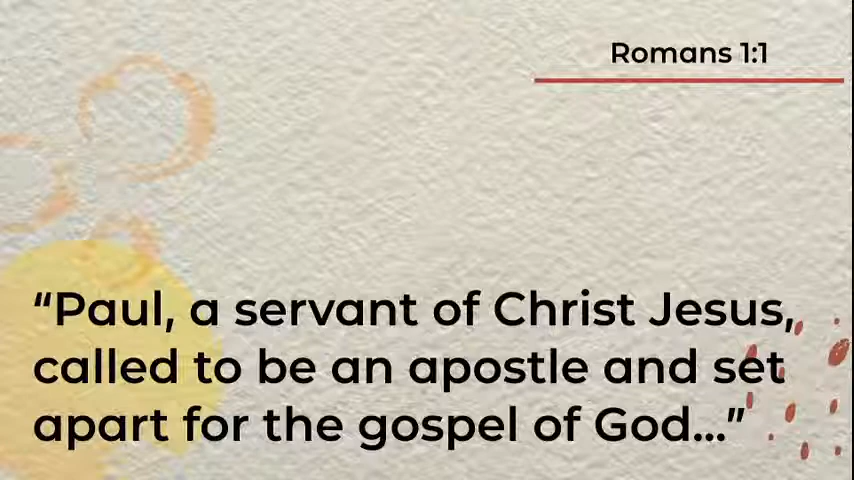 Romans 1:1
“Paul, a servant of Christ Jesus,
called to be an apostle and set
apart for the gospel of God...”